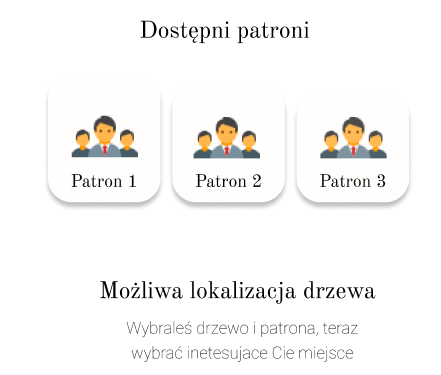 Dostępni patroni
Patron 1
Patron 2
Patron 3
Możliwa lokalizacja drzewa
Wybraleś drzewo i patrona, teraz
wybrać inetesujace Cie miejsce